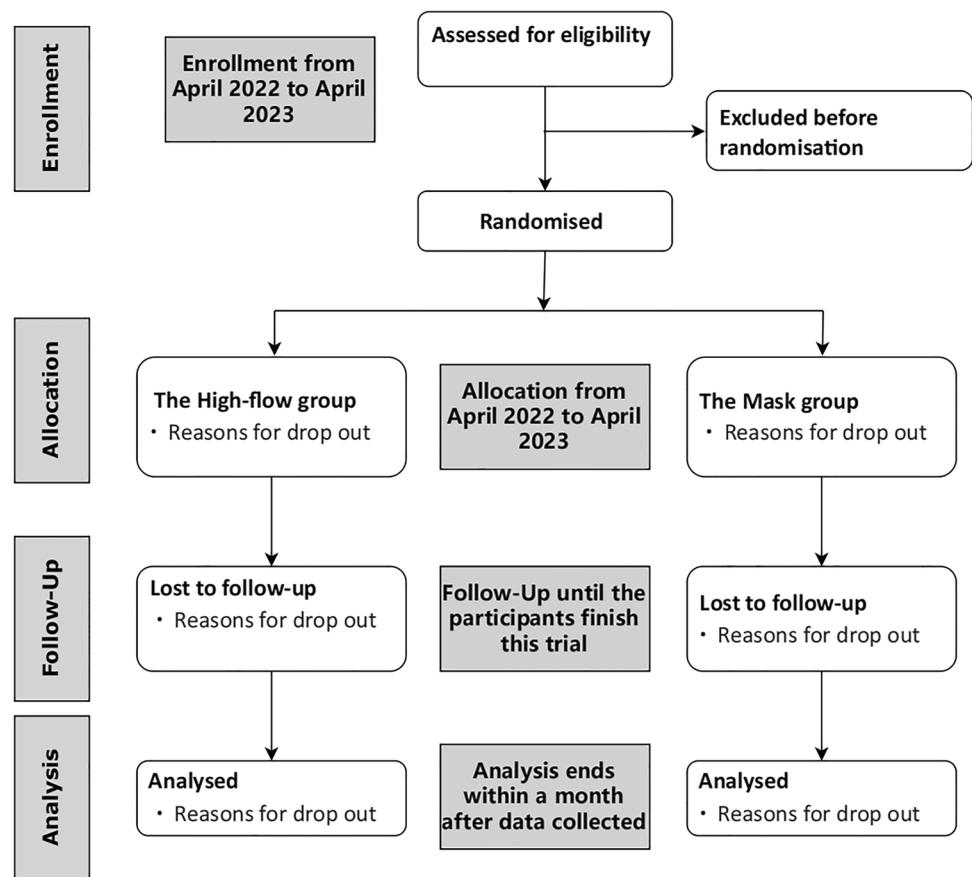 Enrollment
Enrollment from
April 2022 to April
2023
Assessed for eligibility
Excluded before
randomisation
Randomised
Allocation
The High-flow group
• Reasons for drop out
Allocation from
April 2022 to April
2023
The Mask group
• Reasons for drop out
Follow-Up
Lost to follow-up
• Reasons for drop out
Follow-Up until the
participants finish
this trial
Lost to follow-up
• Reasons for drop out
Analysis
Analysed
• Reasons for drop out
Analysis ends
within a month
after data collected
Analysed
• Reasons for drop out